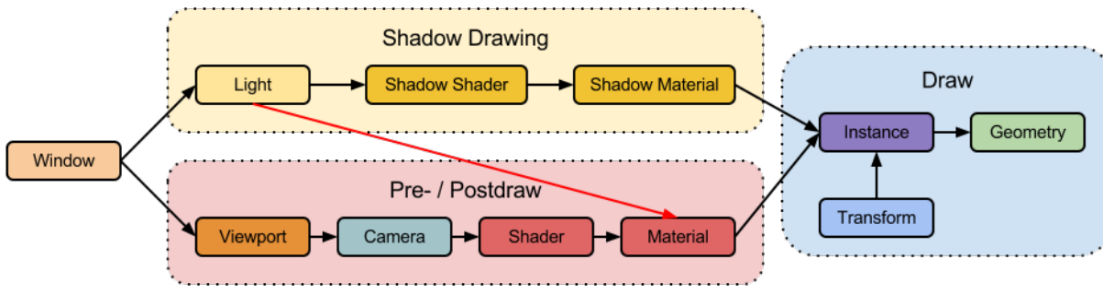 Shadow Drawing
Light
Shadow Shader
Shadow Material
Window
Pre- / Postdraw
Viewport
Camera
Shader
Material
Draw
Instance
Geometry
Transform